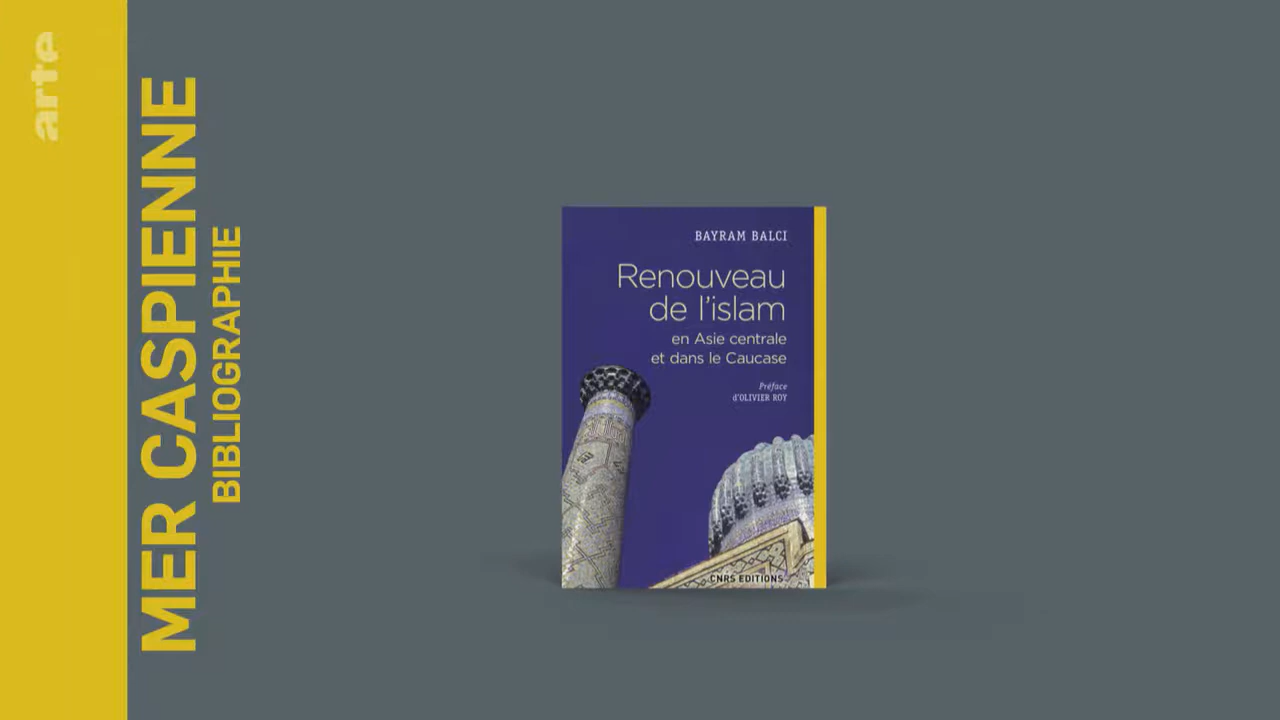 arte
MER CASPIENNE
BIBLIOGRAPHIE
BAYRAM BALCI
Renouveau
de l'islam
en Asie centrale
et dans le Caucase
Préface
d'OLIVIER ROY
CNRS EDITIONS